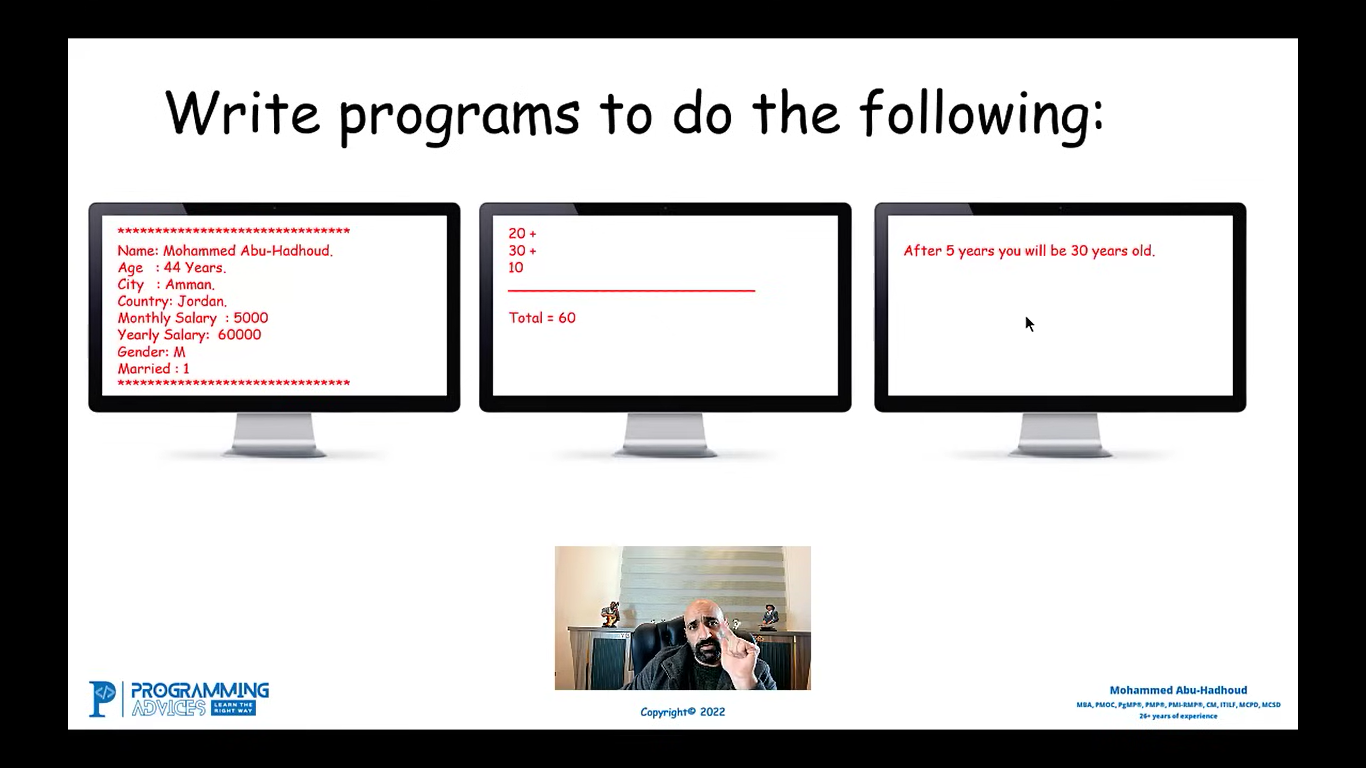 Write programs to do the following:
*******************************
Name: Mohammed Abu-Hadhoud.
Age : 44 Years.
City : Amman.
Country: Jordan.
Monthly Salary : 5000
Yearly Salary: 60000
Gender: M
Married : 1
*******************************
20 +
30 +
10
_______________________________
Total = 60
After 5 years you will be 30 years old.
PROGRAMMING
ADVICES
LEARN THE
RIGHT WAY
Copyright© 2022
Mohammed Abu-Hadhoud
MBA, PMOC, PgMP®, PMP®, PMI-RMP®, CM, ITILF, MCPD, MCSD
26+ years of experience